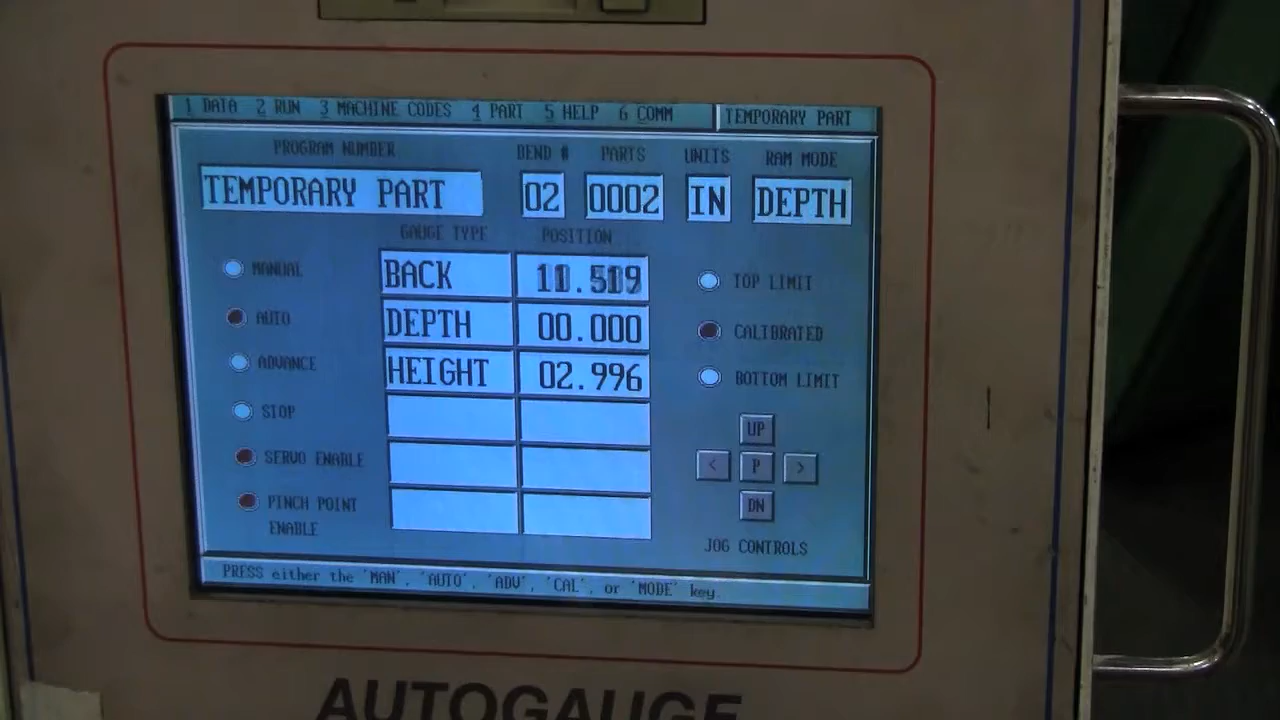 1 DATA 2 RUN 3 MACHINE CODES 4 PART 5 HELP 6 COMM TEMPORARY PART
PROGRAM NUMBER BEND # PARTS UNITS RAM MODE
TEMPORARY PART 02 0002 IN DEPTH
GAUGE TYPE POSITION
MANUAL BACK TOP LIMIT
AUTO DEPTH 00.000 CALIBRATED
ADVANCE HEIGHT 02.996 BOTTOM LIMIT
STOP UP
SERVO ENABLE < P >
PINCH POINT DN
ENABLE
JOG CONTROLS
PRESS either the 'MAN', 'AUTO', 'ADV', 'CAL', or 'MODE' key.
AUTOGAUGE